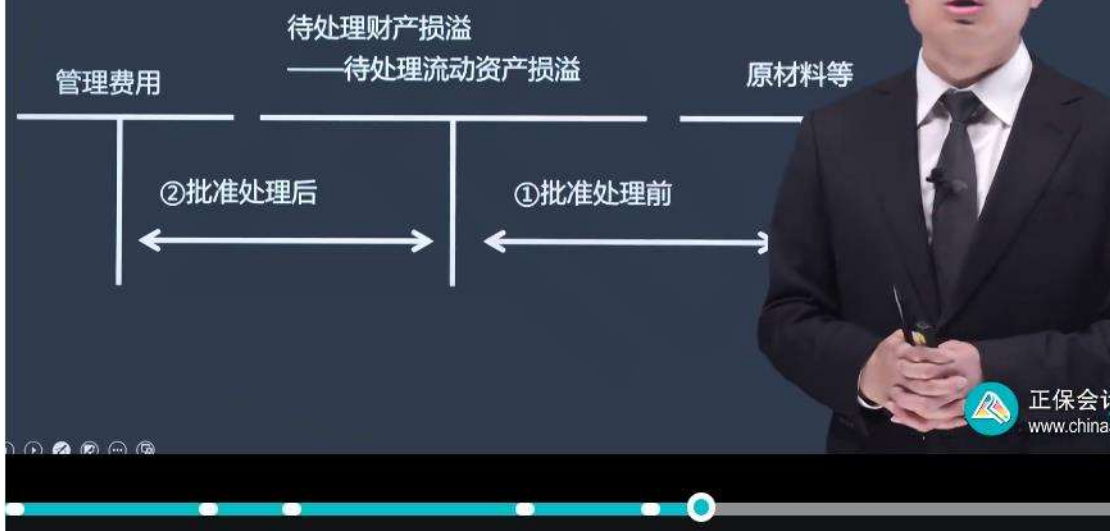 待处理财产损溢
管理费用
——待处理流动资产损溢
原材料等
②批准处理后
①批准处理前
正保会计
www.china